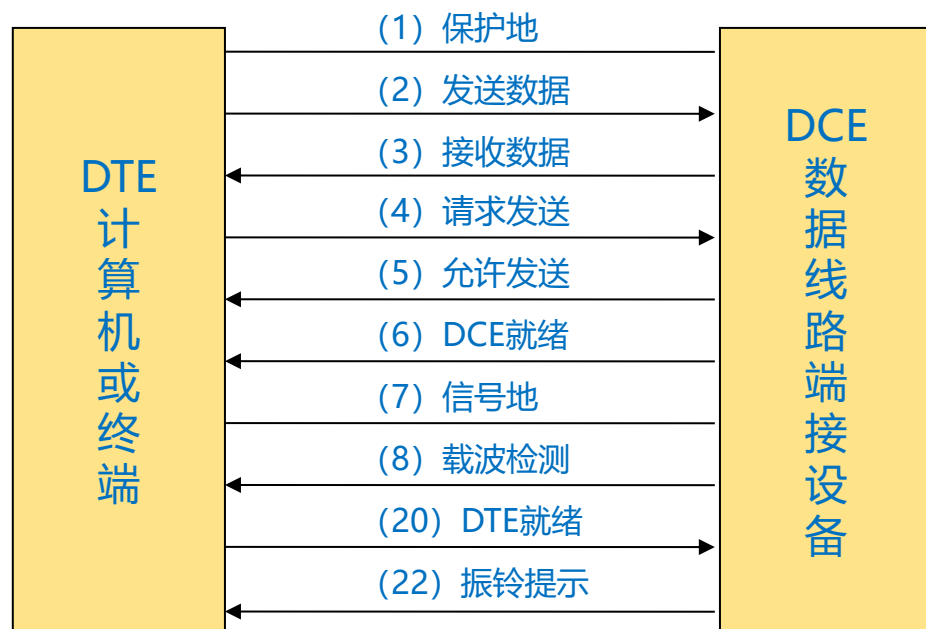 (1）保护地
(2）发送数据
(3）接收数据
(4）请求发送
(5）允许发送
(6）DCE就绪
(7）信号地
(8）载波检测
(20）DTE就绪
(22）振铃提示
DTE
计
算
机
或
终
端
DCE
数
据
线
路
端
接
设
备